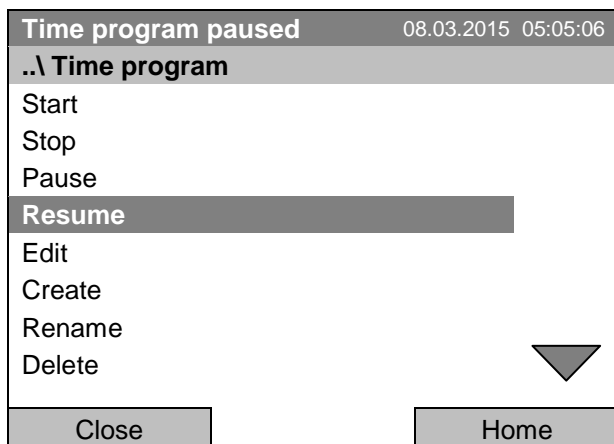 Time program paused 08.03.2015 05:05:06
..\ Time program
Start
Stop
Pause
Resume
Edit
Create
Rename
Delete
Close Home